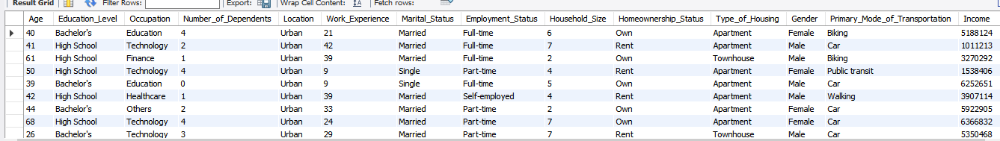 Result Grid Filter Rows: Export: Wrap Cell Content: Fetch rows:
Age Education_Level Occupation Number_of_Dependents Location Work_Experience Marital_Status Employment_Status Household_Size Homeownership_Status Type_of_Housing Gender Primary_Mode_of_Transportation Income
40 Bachelor's Education 4 Urban 21 Married Full-time 6 Own Apartment Female Biking 5188124
41 High School Technology 2 Urban 42 Married Full-time 7 Rent Apartment Male Car 1011213
61 High School Finance 1 Urban 39 Married Full-time 2 Own Townhouse Male Biking 3270292
50 High School Technology 4 Urban 9 Single Part-time 4 Rent Apartment Female Public transit 1538406
39 Bachelor's Education 0 Urban 9 Single Full-time 5 Own Apartment Male Car 6252651
42 High School Healthcare 1 Urban 39 Married Self-employed 4 Rent Apartment Male Walking 3907114
44 Bachelor's Others 2 Urban 33 Married Part-time 2 Own Apartment Female Car 5922905
68 High School Technology 4 Urban 24 Married Part-time 7 Own Apartment Female Car 6366832
26 Bachelor's Technology 3 Urban 29 Married Part-time 7 Rent Townhouse Male Car 5350468